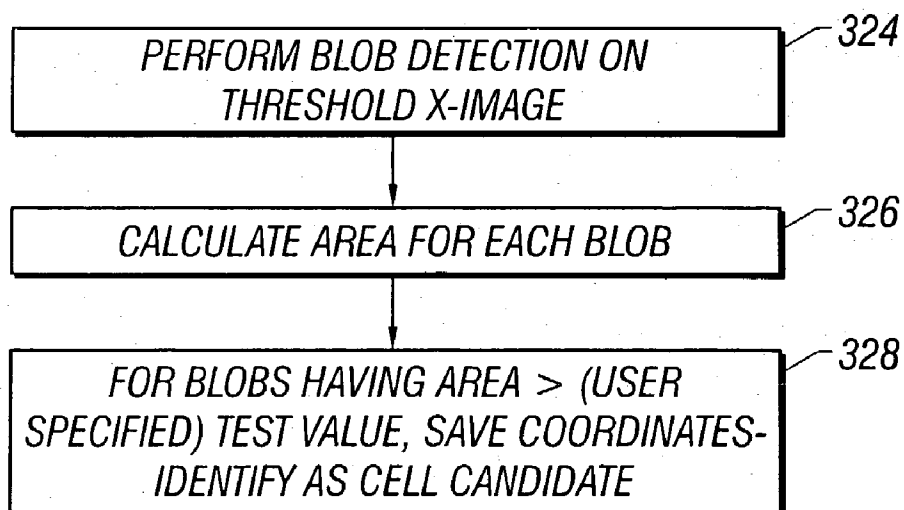 324
PERFORM BLOB DETECTION ON
THRESHOLD X-IMAGE
326
CALCULATE AREA FOR EACH BLOB
328
FOR BLOBS HAVING AREA > (USER
SPECIFIED) TEST VALUE, SAVE COORDINATES-
IDENTIFY AS CELL CANDIDATE